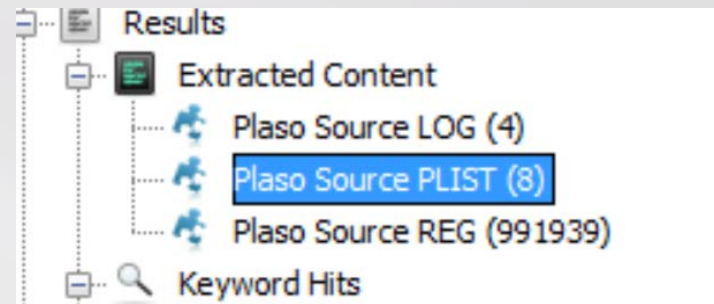 Results
Extracted Content
Plaso Source LOG (4)
Plaso Source PLIST (8)
Plaso Source REG (991939)
Keyword Hits